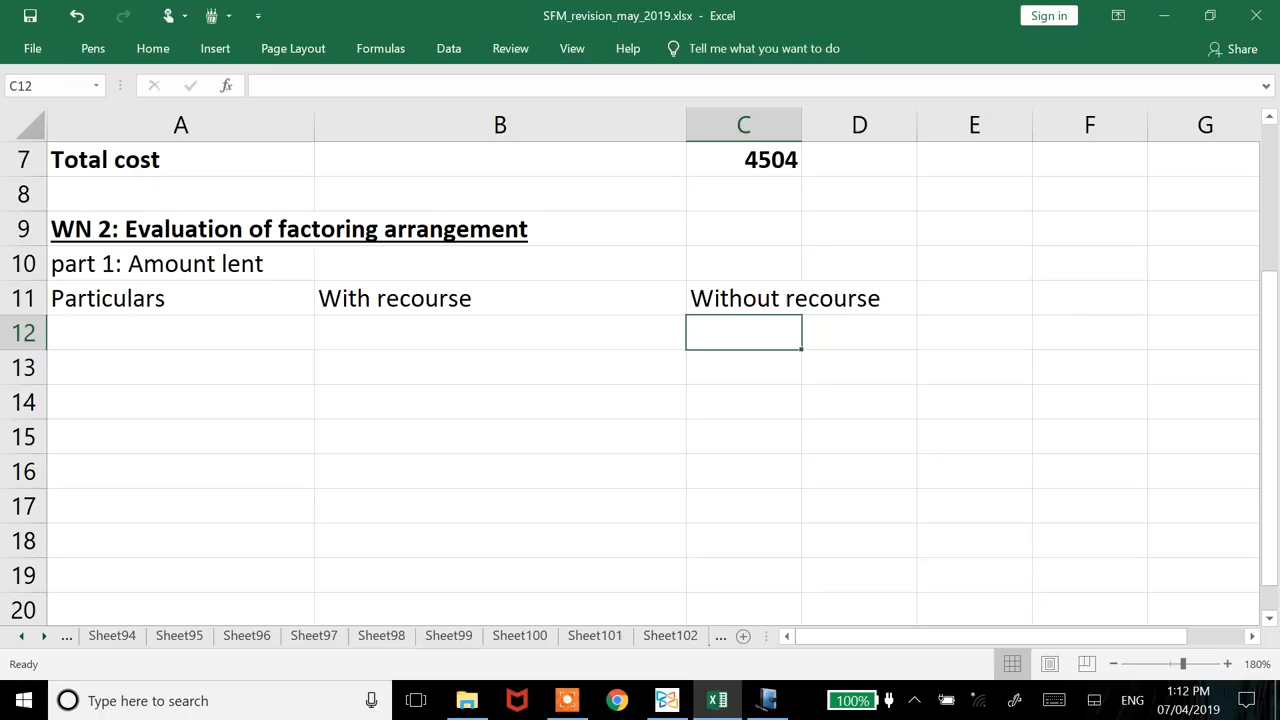 SFM_revision_may_2019.xlsx - Excel
Sign in
File Pens Home Insert Page Layout Formulas Data Review View Help Tell me what you want to do Share
C12 fx
A B C D E F G
7 Total cost 4504
8
9 WN 2: Evaluation of factoring arrangement
10 part 1: Amount lent
11 Particulars With recourse Without recourse
12
13
14
15
16
17
18
19
20
... Sheet94 Sheet95 Sheet96 Sheet97 Sheet98 Sheet99 Sheet100 Sheet101 Sheet102 ...
Ready 180%
Type here to search 100% ENG 1:12 PM
07/04/2019